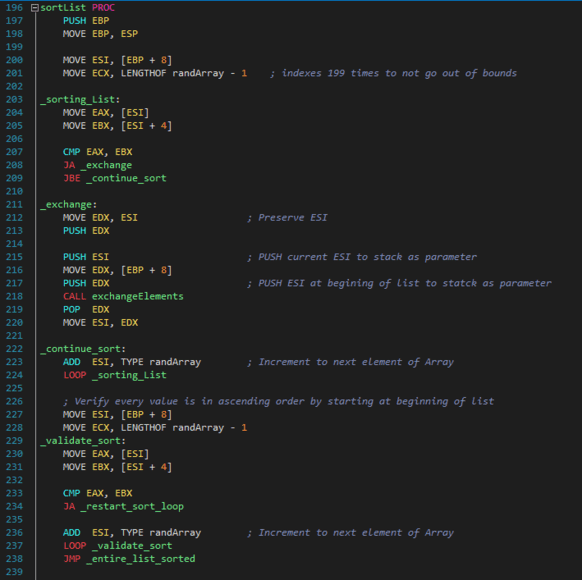 196 sortList PROC
197 PUSH EBP
198 MOVE EBP, ESP
199
200 MOVE ESI, [EBP + 8]
201 MOVE ECX, LENGTHOF randArray - 1 ; indexes 199 times to not go out of bounds
202
203 _sorting_List:
204 MOVE EAX, [ESI]
205 MOVE EBX, [ESI + 4]
206
207 CMP EAX, EBX
208 JA _exchange
209 JBE _continue_sort
210
211 _exchange:
212 MOVE EDX, ESI ; Preserve ESI
213 PUSH EDX
214
215 PUSH ESI ; PUSH current ESI to stack as parameter
216 MOVE EDX, [EBP + 8]
217 PUSH EDX ; PUSH ESI at begining of list to statck as parameter
218 CALL exchangeElements
219 POP EDX
220 MOVE ESI, EDX
221
222 _continue_sort:
223 ADD ESI, TYPE randArray ; Increment to next element of Array
224 LOOP _sorting_List
225
226 ; Verify every value is in ascending order by starting at beginning of list
227 MOVE ESI, [EBP + 8]
228 MOVE ECX, LENGTHOF randArray - 1
229 _validate_sort:
230 MOVE EAX, [ESI]
231 MOVE EBX, [ESI + 4]
232
233 CMP EAX, EBX
234 JA _restart_sort_loop
235
236 ADD ESI, TYPE randArray ; Increment to next element of Array
237 LOOP _validate_sort
238 JMP _entire_list_sorted
239